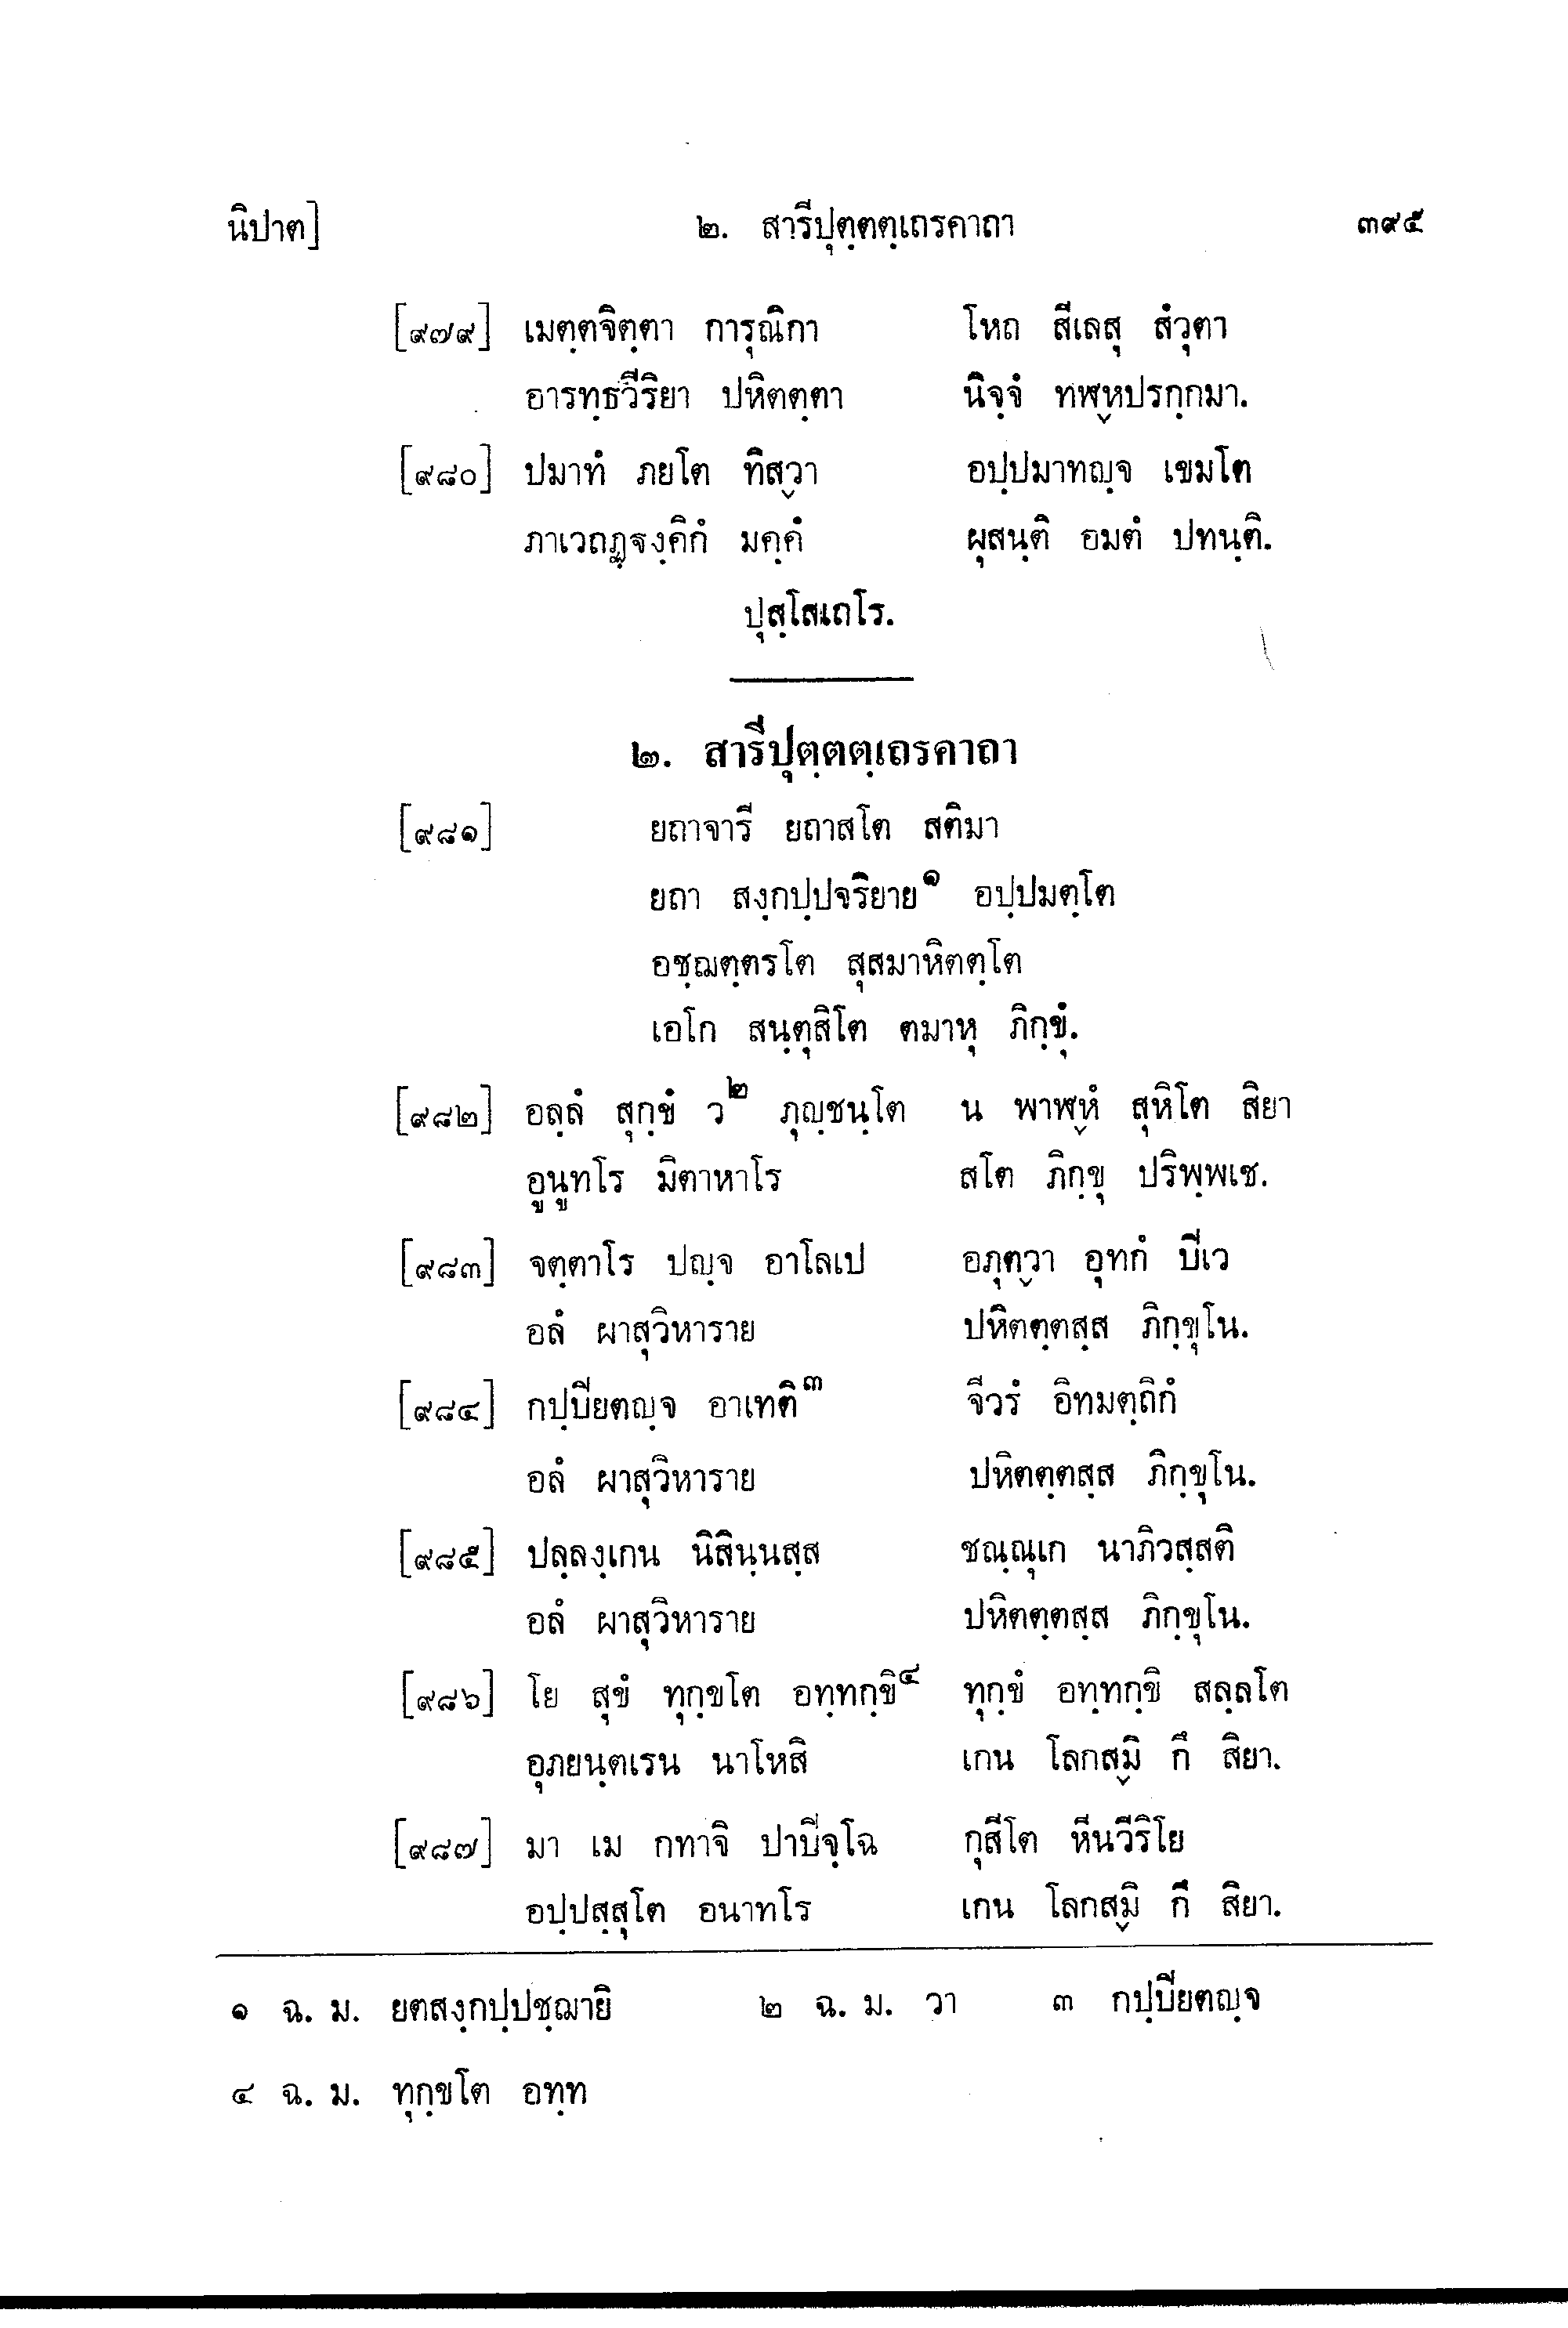 นิปาต] ๒. สารีปุตฺตตฺเถรคาถา ๓๙๕
[๙๗๙] เมตฺตจิตฺตา การุณิกา โหถ สีเลสุ สํวุตา
อารทฺธวีริยา ปหิตตฺตา นิจฺจํ ทฬฺหปรกฺกมา.
[๙๘๐] ปมาทํ ภยโต ทิสฺวา อปฺปมาทญฺจ เขมโต
ภาเวถฏฺฐงฺคิกํ มคฺคํ ผุสนฺติ อมตํ ปทนฺติ.
ปุสฺโสเถโร.
๒. สารีปุตฺตตฺเถรคาถา
[๙๘๑] ยถาจารี ยถาสโต สติมา
ยถา สงฺกปฺปจริยาย๑ อปฺปมตฺโต
อชฺฌตฺตรโต สุสมาหิตตฺโต
เอโก สนฺตุสิโต ตมาหุ ภิกฺขุํ.
[๙๘๒] อลฺลํ สุกฺขํ ว๒ ภุญฺชนฺโต น พาฬฺหํ สุหิโต สิยา
อูนูทโร มิตาหาโร สโต ภิกฺขุ ปริพฺพเช.
[๙๘๓] จตฺตาโร ปญฺจ อาโลเป อภุตฺวา อุทกํ ปิเว
อลํ ผาสุวิหาราย ปหิตตฺตสฺส ภิกฺขุโน.
[๙๘๔] กปฺปิยตญฺจ อาเทติ๓ จีวรํ อิทมตฺถิกํ
อลํ ผาสุวิหาราย ปหิตตฺตสฺส ภิกฺขุโน.
[๙๘๕] ปลฺลงฺเกน นิสินฺนสฺส ชณฺณุเก นาภิวสฺสติ
อลํ ผาสุวิหาราย ปหิตตฺตสฺส ภิกฺขุโน.
[๙๘๖] โย สุขํ ทุกฺขโต อทฺทกฺขิ๔ ทุกฺขํ อทฺทกฺขิ สลฺลโต
อุภยนฺตเรน นาโหสิ เกน โลกสฺมิ กึ สิยา.
[๙๘๗] มา เม กทาจิ ปาปิจฺโฉ กุสีโต หีนวีริโย
อปฺปสฺสุโต อนาทโร เกน โลกสฺมิ กึ สิยา.
๑ ฉ. ม. ยตสงฺกปฺปชฺฌายิ ๒ ฉ. ม. วา ๓ กปฺปิยตญฺจ
๔ ฉ. ม. ทุกฺขโต อทฺท